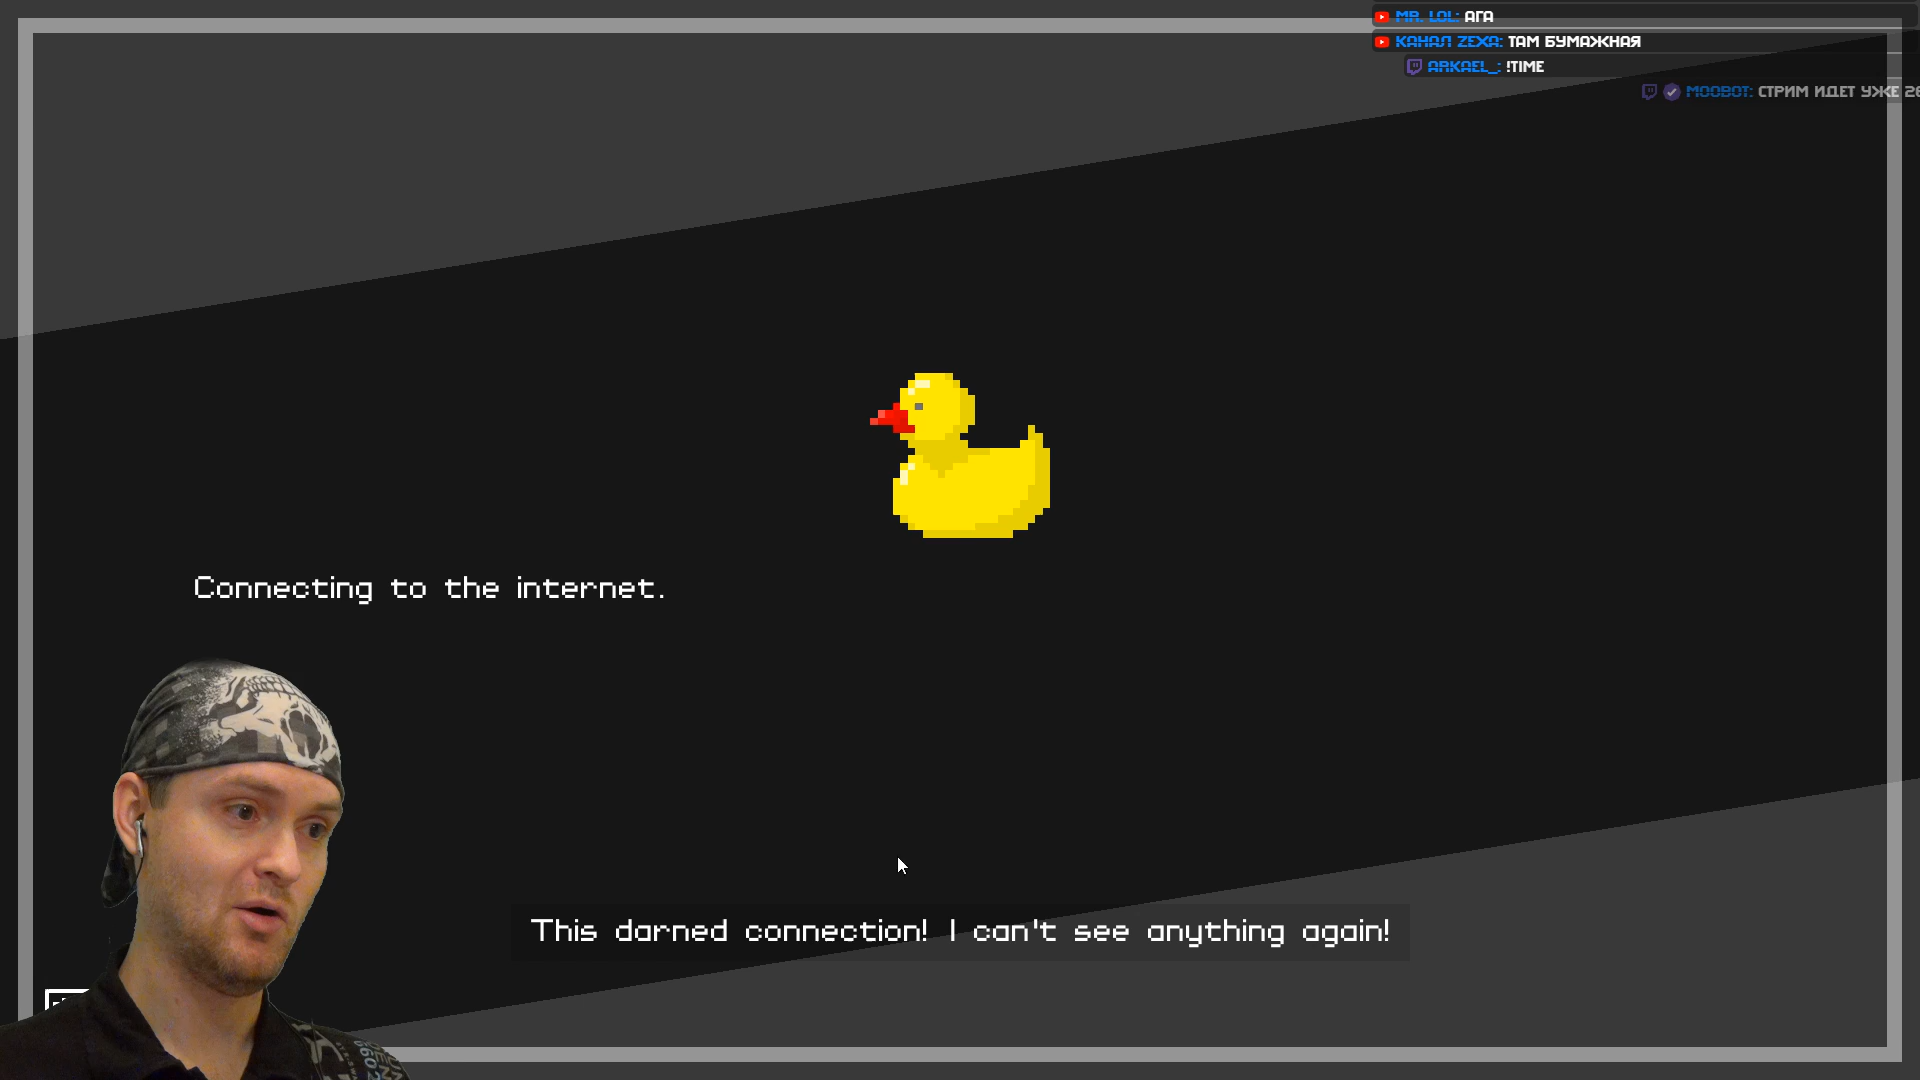 MR. LOL: АГА
КАНАЛ ZEXA: ТАМ БУМАЖНАЯ
ARKAEL_: !TIME
MOOBOT: СТРИМ ИДЕТ УЖЕ
Connecting to the internet.
This darned connection! I can't see anything again!